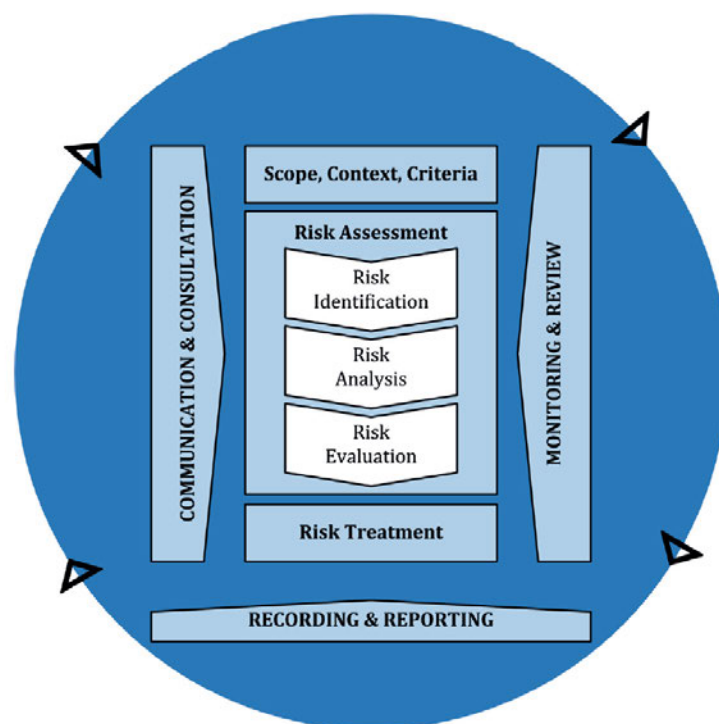 Scope, Context, Criteria
Risk Assessment
Risk
Identification
Risk
Analysis
Risk
Evaluation
Risk Treatment
COMMUNICATION & CONSULTATION
MONITORING & REVIEW
RECORDING & REPORTING